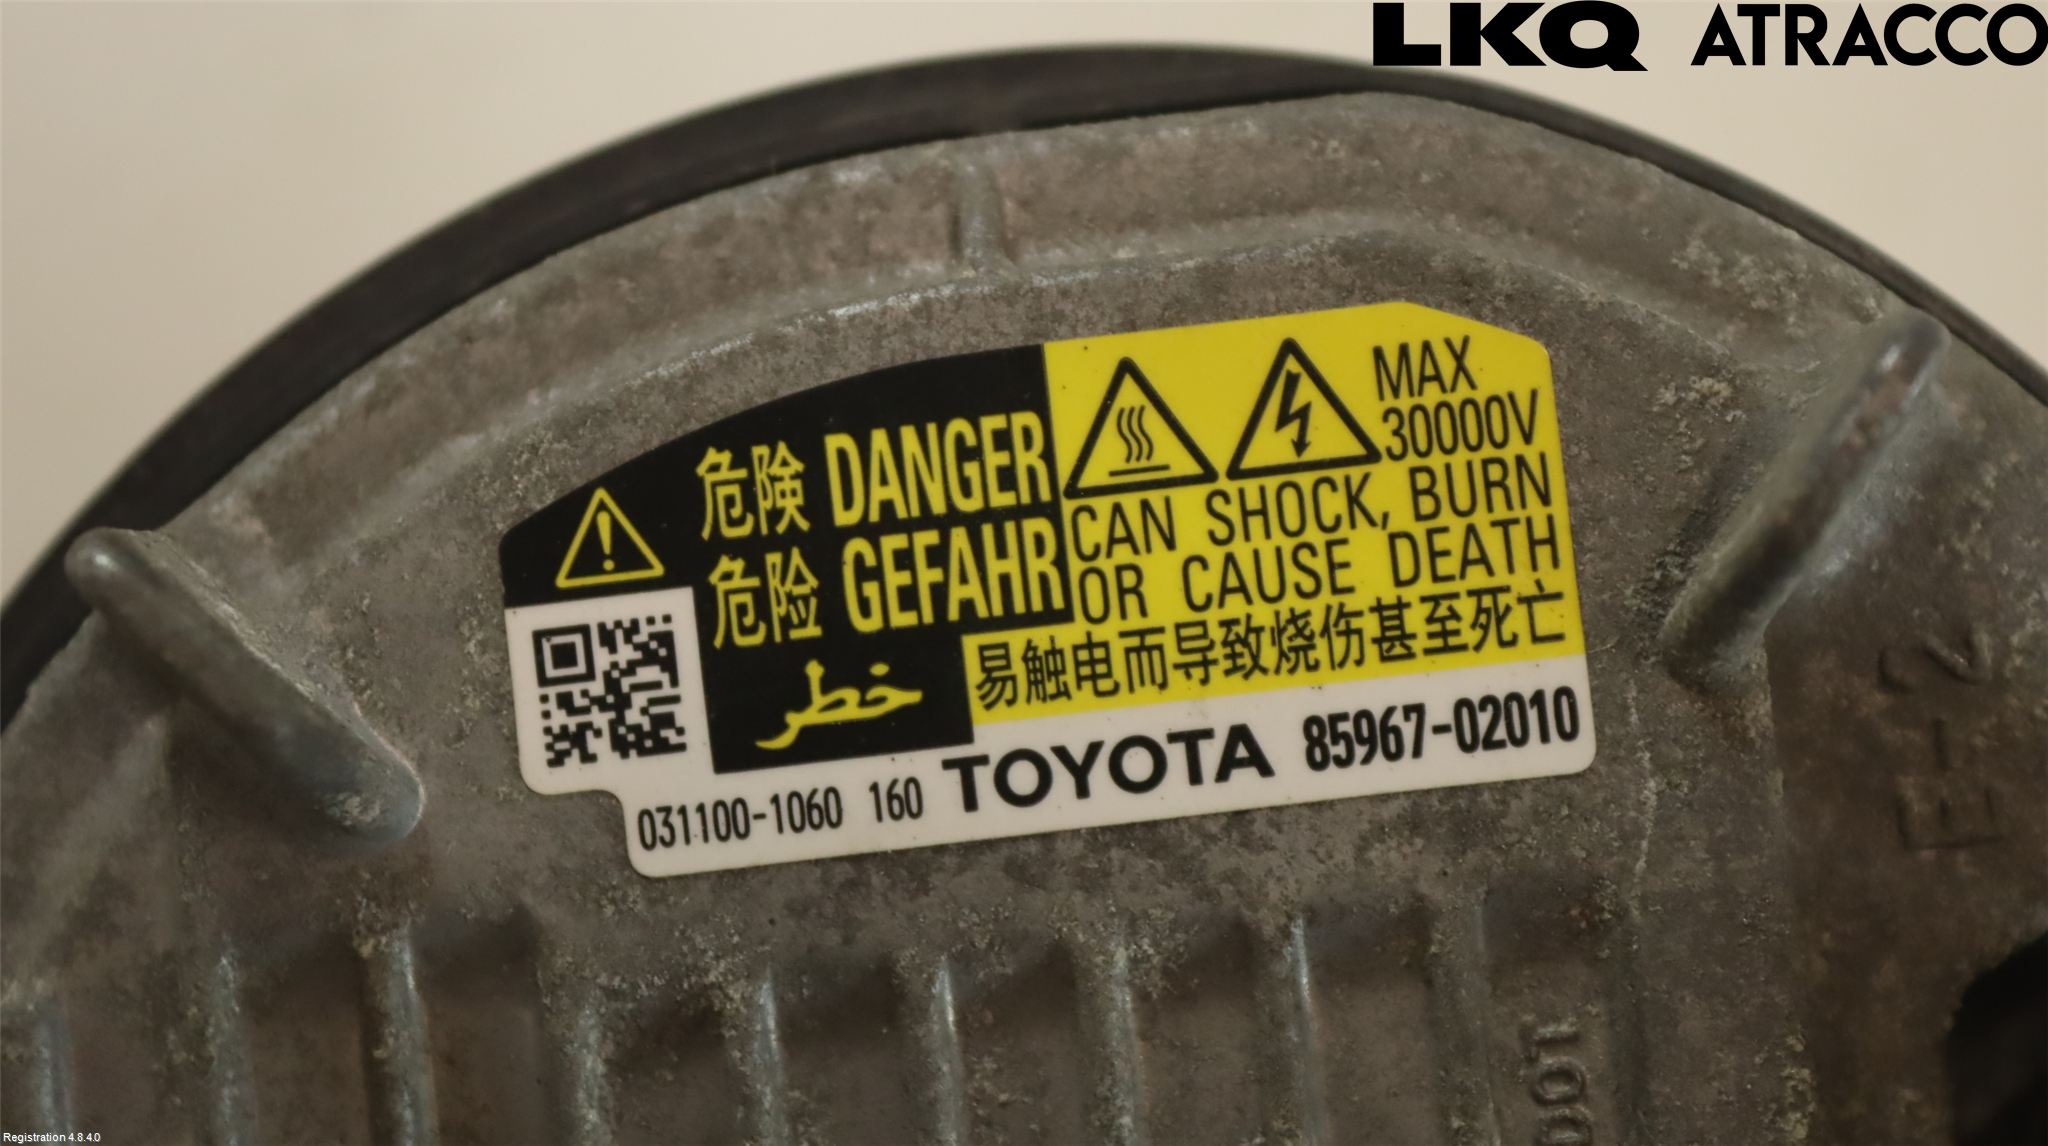 LKQ ATRACCO
危険 DANGER
危险 GEFAHR
خطر
MAX
30000V
CAN SHOCK, BURN
OR CAUSE DEATH
易触电而导致烧伤甚至死亡
031100-1060 160 TOYOTA 85967-02010
E-2
DOT
Registration 4.8.4.0